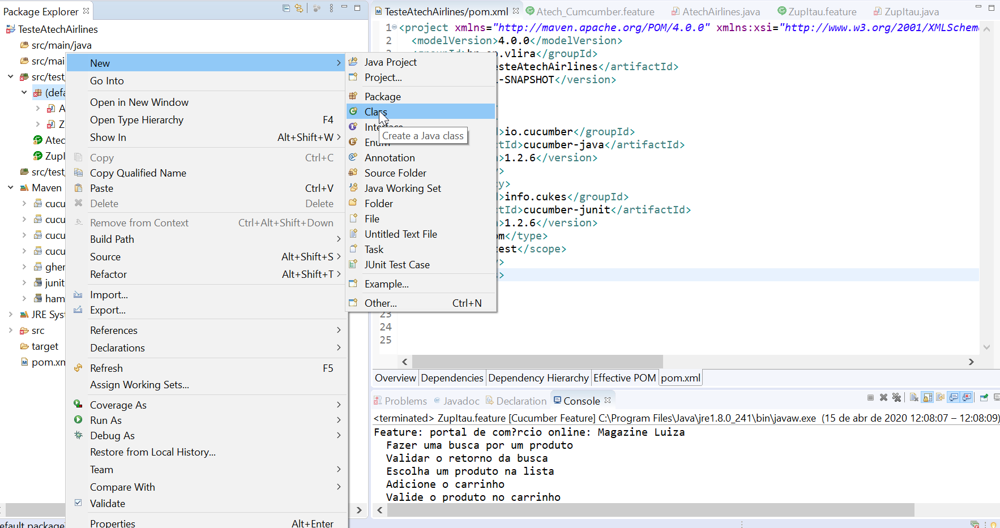 Package Explorer
TesteAtechAirlines
src/main/java
src/mai
src/test
(defa
A
Z
Atec
ZupI
src/test
Maven
cucu
cucu
cucu
cucu
gher
junit
ham
JRE Syst
src
target
pom.xm
efault package
New
Go Into
Open in New Window
Open Type Hierarchy F4
Show In Alt+Shift+W
Copy Ctrl+C
Copy Qualified Name
Paste Ctrl+V
Delete Delete
Remove from Context Ctrl+Alt+Shift+Down
Build Path
Source Alt+Shift+S
Refactor Alt+Shift+T
Import...
Export...
References
Declarations
Refresh F5
Assign Working Sets...
Coverage As
Run As
Debug As
Restore from Local History...
Team
Compare With
Validate
Properties Alt+Enter
Java Project
Project...
Package
Class
Interface
Create a Java class
Enum
Annotation
Source Folder
Java Working Set
Folder
File
Untitled Text File
Task
JUnit Test Case
Example...
Other... Ctrl+N
TesteAtechAirlines/pom.xml Atech_Cumcumber.feature AtechAirlines.java ZupItau.feature ZupItau.java
1 <project xmlns="http://maven.apache.org/POM/4.0.0" xmlns:xsi="http://www.w3.org/2001/XMLSchem
2 <modelVersion>4.0.0</modelVersion>
.vlira</groupId>
esteAtechAirlines</artifactId>
-SNAPSHOT</version>
>io.cucumber</groupId>
tId>cucumber-java</artifactId>
>1.2.6</version>
>
y>
>info.cukes</groupId>
tId>cucumber-junit</artifactId>
>1.2.6</version>
om</type>
test</scope>
>
>
23
24
25
Overview Dependencies Dependency Hierarchy Effective POM pom.xml
Problems Javadoc Declaration Console
<terminated> ZupItau.feature [Cucumber Feature] C:\Program Files\Java\jre1.8.0_241\bin\javaw.exe (15 de abr de 2020 12:08:07 – 12:08:09)
Feature: portal de com?rcio online: Magazine Luiza
Fazer uma busca por um produto
Validar o retorno da busca
Escolha um produto na lista
Adicione o carrinho
Valide o produto no carrinho